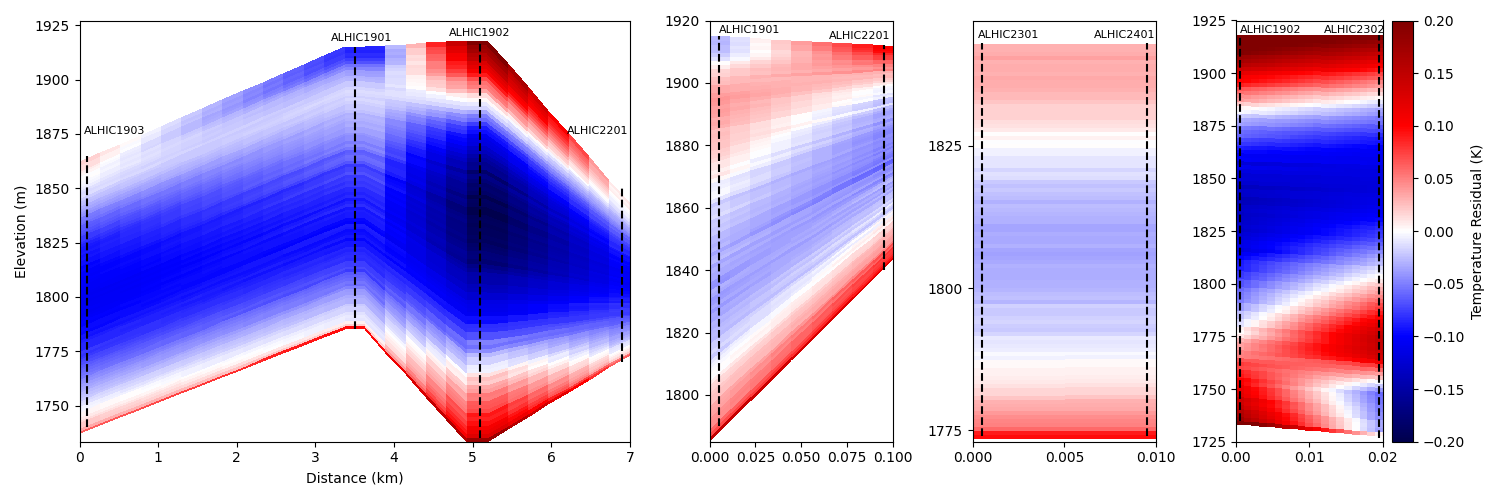 1925
1900
1875
1850
1825
1800
1775
1750
Elevation (m)
ALHIC1903
ALHIC1901
ALHIC1902
ALHIC2201
0 1 2 3 4 5 6 7
Distance (km)
1920
1900
1880
1860
1840
1820
1800
ALHIC1901
ALHIC2201
0.000 0.025 0.050 0.075 0.100
1825
1800
1775
ALHIC2301 ALHIC2401
0.000 0.005 0.010
1925
1900
1875
1850
1825
1800
1775
1750
1725
ALHIC1902 ALHIC2302
0.00 0.01 0.02
0.20
0.15
0.10
0.05
0.00
−0.05
−0.10
−0.15
−0.20
Temperature Residual (K)